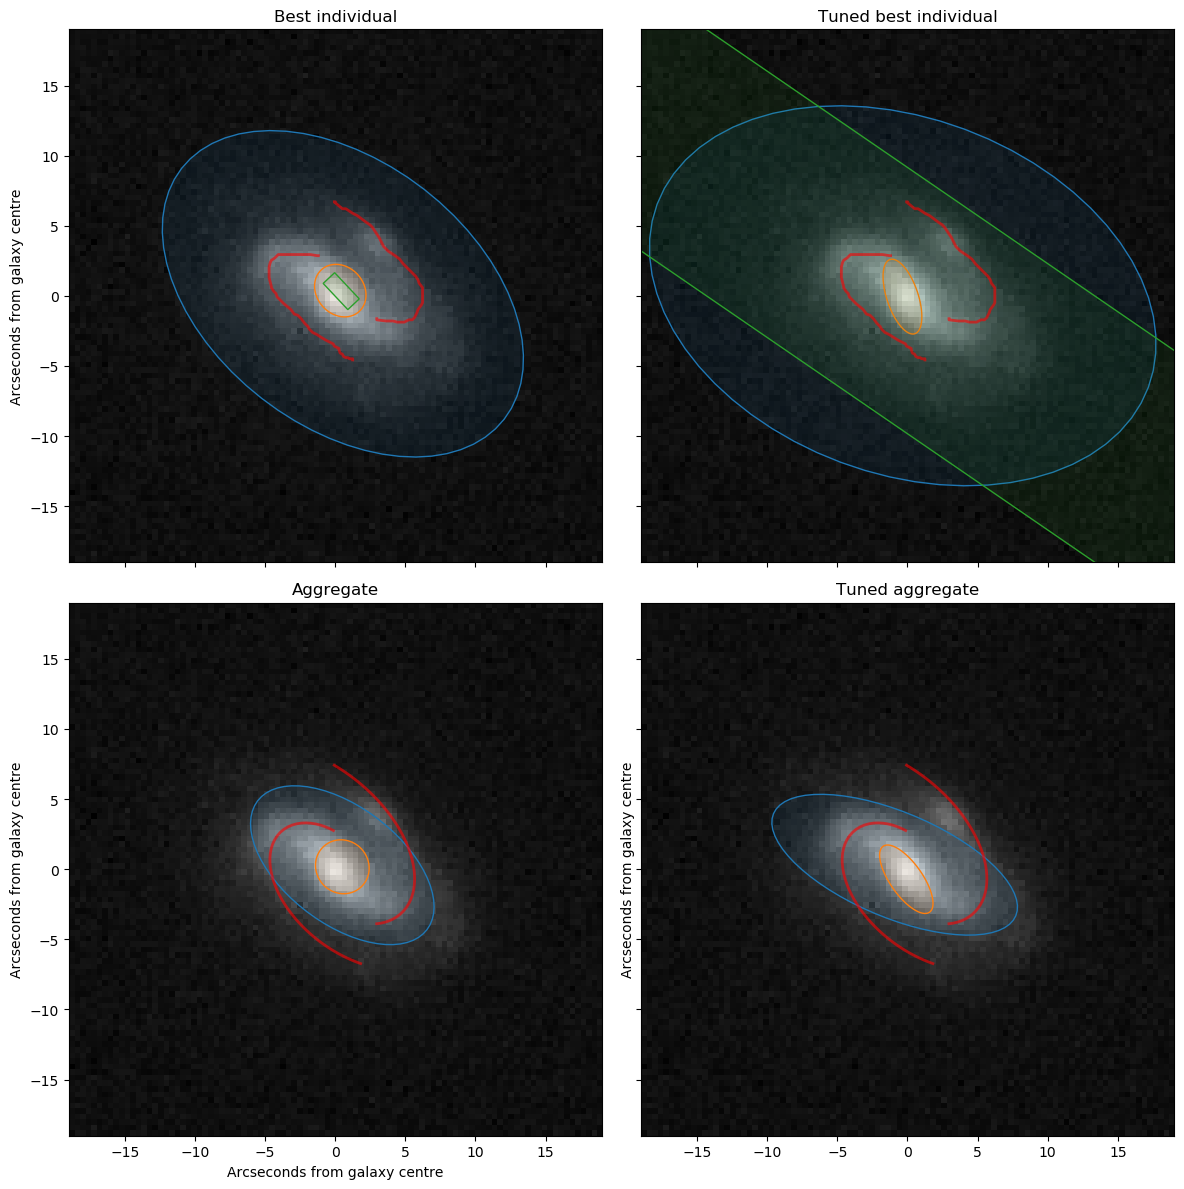 Best individual
Tuned best individual
Arcseconds from galaxy centre
15
10
5
0
−5
−10
−15
Aggregate
Tuned aggregate
Arcseconds from galaxy centre
15
10
5
0
−5
−10
−15
Arcseconds from galaxy centre
−15 −10 −5 0 5 10 15
−15 −10 −5 0 5 10 15
Arcseconds from galaxy centre